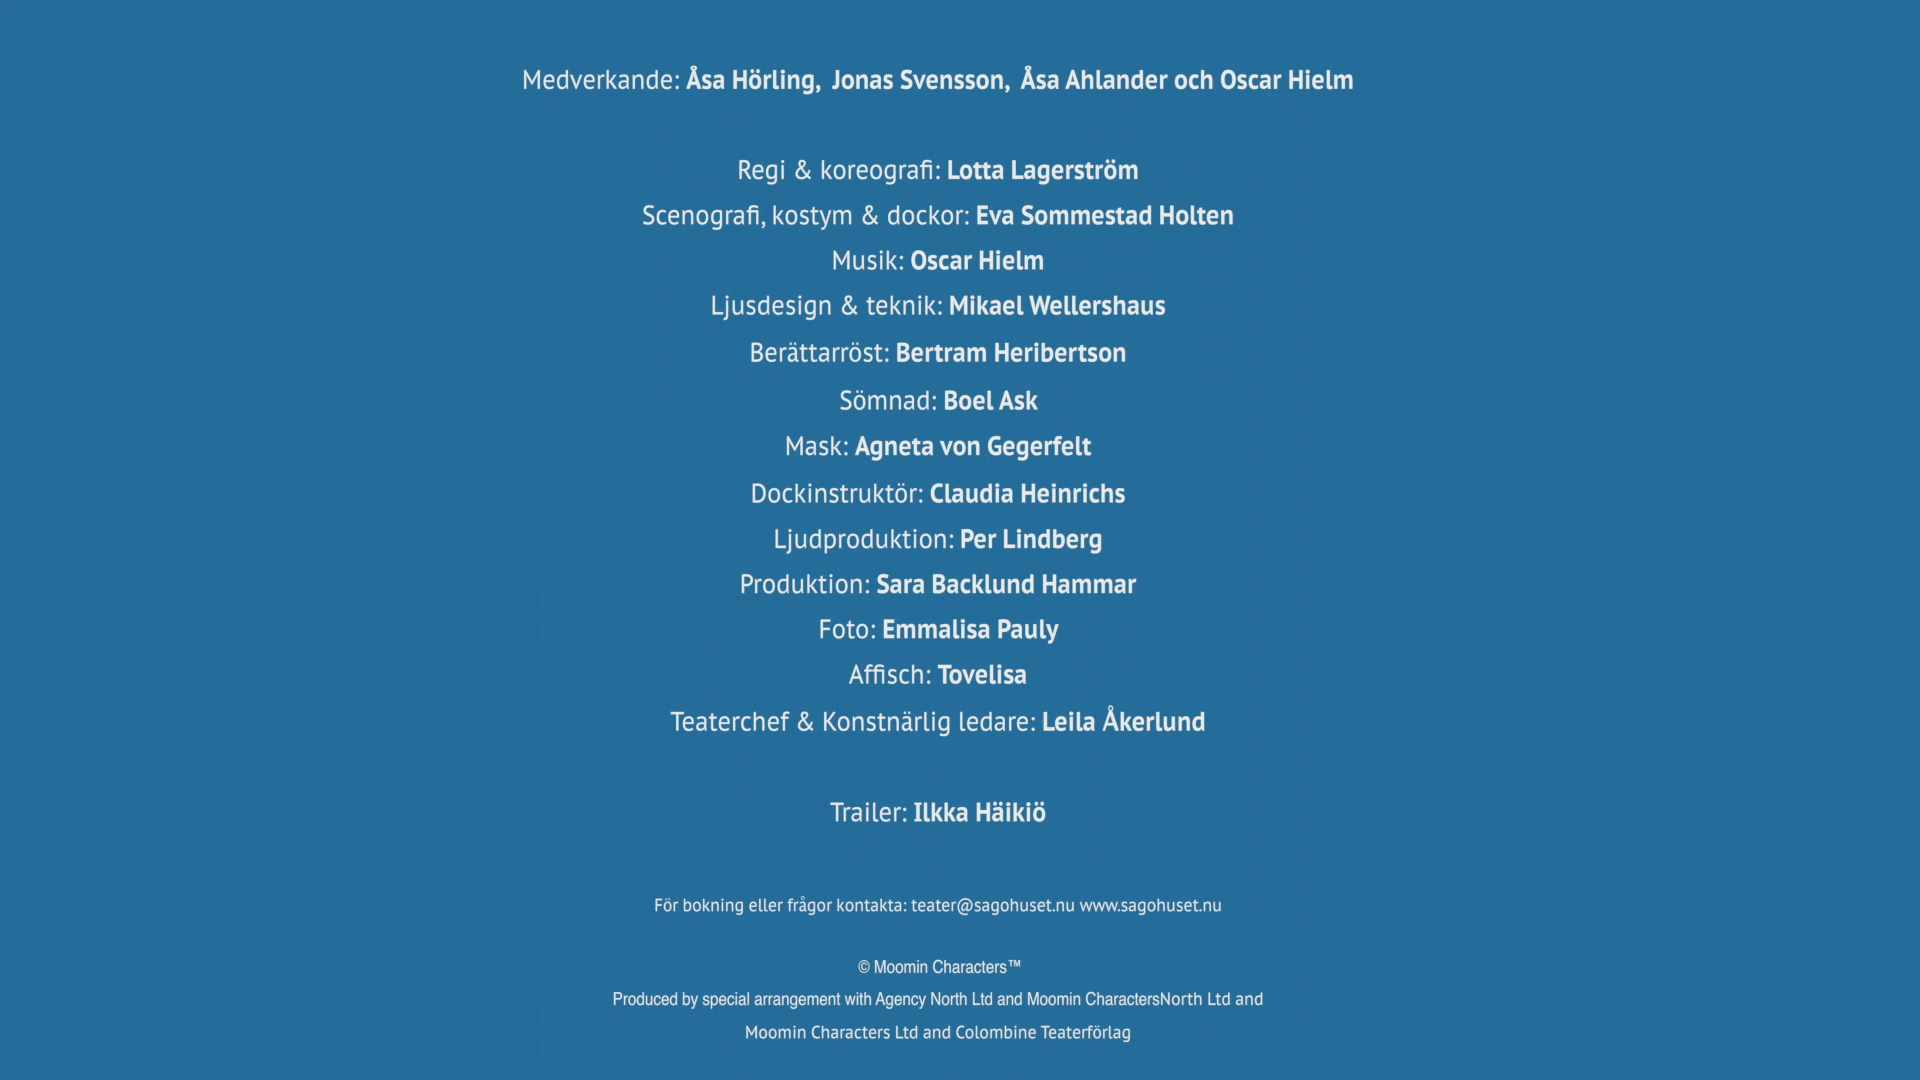 Medverkande: Åsa Hörling, Jonas Svensson, Åsa Ahlander och Oscar Hielm
Regi & koreografi: Lotta Lagerström
Scenografi, kostym & dockor: Eva Sommestad Holten
Musik: Oscar Hielm
Ljusdesign & teknik: Mikael Wellershaus
Berättarröst: Bertram Heribertson
Sömnad: Boel Ask
Mask: Agneta von Gegerfelt
Dockinstruktör: Claudia Heinrichs
Ljudproduktion: Per Lindberg
Produktion: Sara Backlund Hammar
Foto: Emmalisa Pauly
Affisch: Tovelisa
Teaterchef & Konstnärlig ledare: Leila Åkerlund
Trailer: Ilkka Häikiö
För bokning eller frågor kontakta: teater@sagohuset.nu www.sagohuset.nu
© Moomin Characters™
Produced by special arrangement with Agency North Ltd and Moomin CharactersNorth Ltd and
Moomin Characters Ltd and Colombine Teaterförlag